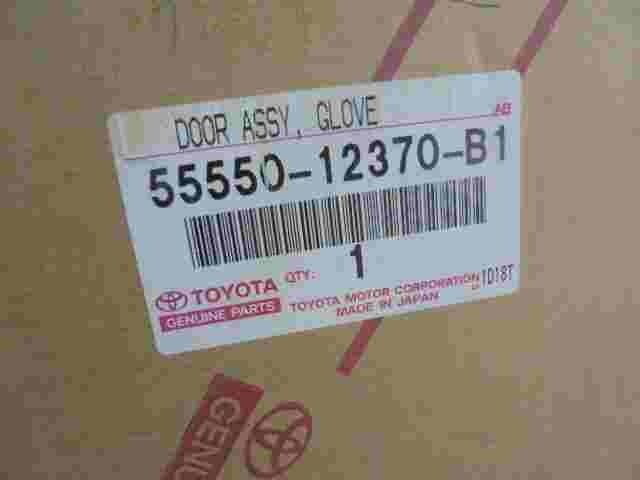 DOOR ASSY, GLOVE
AB
55550-12370-B1
TOYOTA QTY. 1
GENUINE PARTS
TOYOTA MOTOR CORPORATION
MADE IN JAPAN
1D18T
GENU